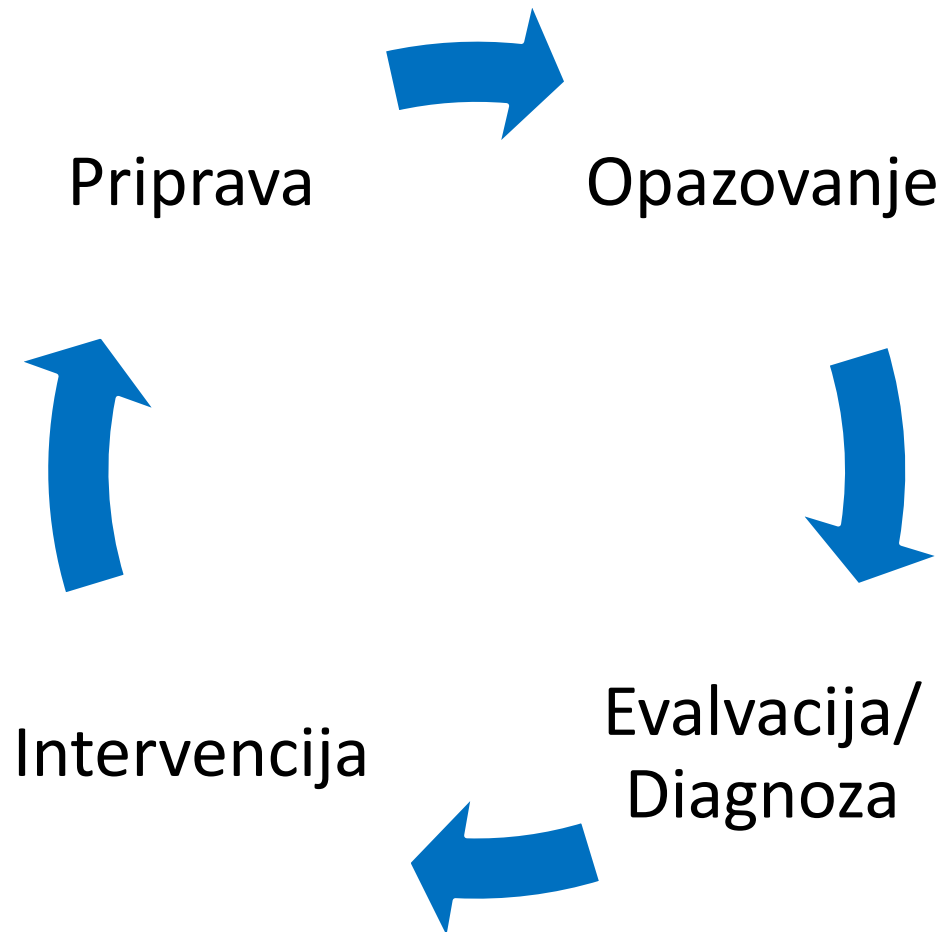 Priprava
Opazovanje
Evalvacija/
Diagnoza
Intervencija